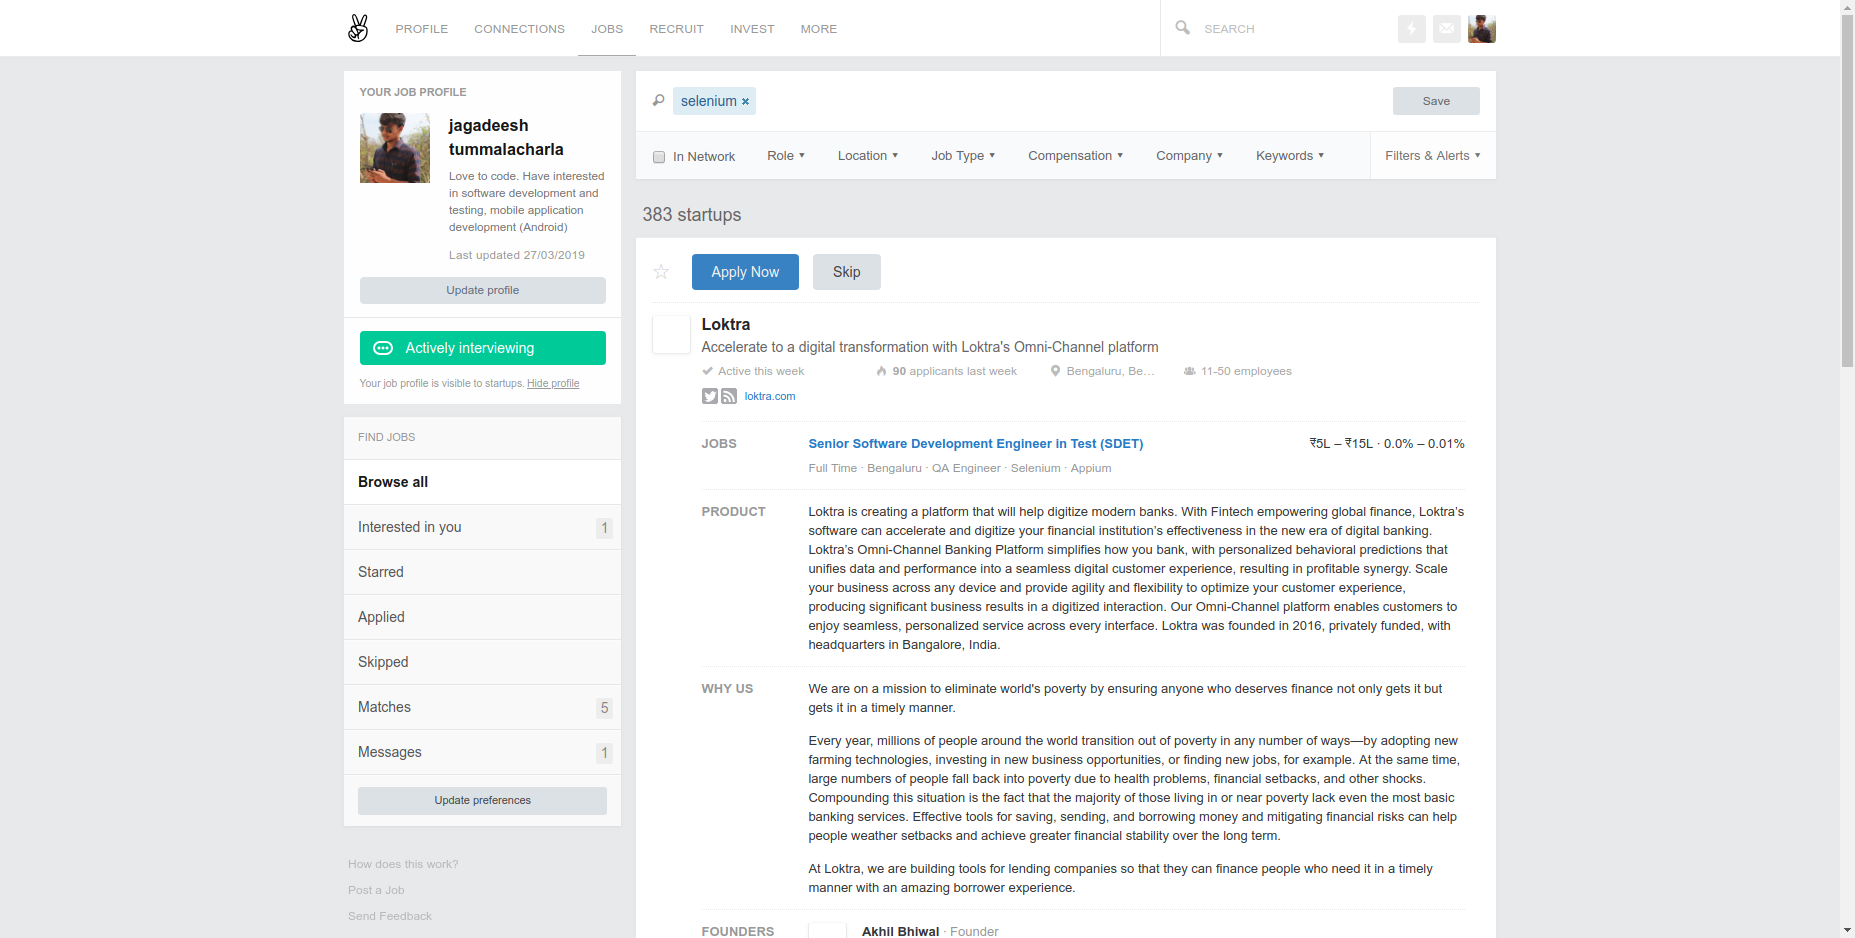 PROFILE CONNECTIONS JOBS RECRUIT INVEST MORE SEARCH
YOUR JOB PROFILE
jagadeesh
tummalacharla
Love to code. Have interested
in software development and
testing, mobile application
development (Android)
Last updated 27/03/2019
Update profile
Actively interviewing
Your job profile is visible to startups. Hide profile
FIND JOBS
Browse all
Interested in you 1
Starred
Applied
Skipped
Matches 5
Messages 1
Update preferences
How does this work?
Post a Job
Send Feedback
selenium × Save
In Network Role ▾ Location ▾ Job Type ▾ Compensation ▾ Company ▾ Keywords ▾ Filters & Alerts ▾
383 startups
Apply Now Skip
Loktra
Accelerate to a digital transformation with Loktra's Omni-Channel platform
Active this week 90 applicants last week Bengaluru, Be... 11-50 employees
loktra.com
JOBS Senior Software Development Engineer in Test (SDET) ₹5L – ₹15L · 0.0% – 0.01%
Full Time · Bengaluru · QA Engineer · Selenium · Appium
PRODUCT Loktra is creating a platform that will help digitize modern banks. With Fintech empowering global finance, Loktra's
software can accelerate and digitize your financial institution's effectiveness in the new era of digital banking.
Loktra's Omni-Channel Banking Platform simplifies how you bank, with personalized behavioral predictions that
unifies data and performance into a seamless digital customer experience, resulting in profitable synergy. Scale
your business across any device and provide agility and flexibility to optimize your customer experience,
producing significant business results in a digitized interaction. Our Omni-Channel platform enables customers to
enjoy seamless, personalized service across every interface. Loktra was founded in 2016, privately funded, with
headquarters in Bangalore, India.
WHY US We are on a mission to eliminate world's poverty by ensuring anyone who deserves finance not only gets it but
gets it in a timely manner.
Every year, millions of people around the world transition out of poverty in any number of ways—by adopting new
farming technologies, investing in new business opportunities, or finding new jobs, for example. At the same time,
large numbers of people fall back into poverty due to health problems, financial setbacks, and other shocks.
Compounding this situation is the fact that the majority of those living in or near poverty lack even the most basic
banking services. Effective tools for saving, sending, and borrowing money and mitigating financial risks can help
people weather setbacks and achieve greater financial stability over the long term.
At Loktra, we are building tools for lending companies so that they can finance people who need it in a timely
manner with an amazing borrower experience.
FOUNDERS Akhil Bhiwal · Founder